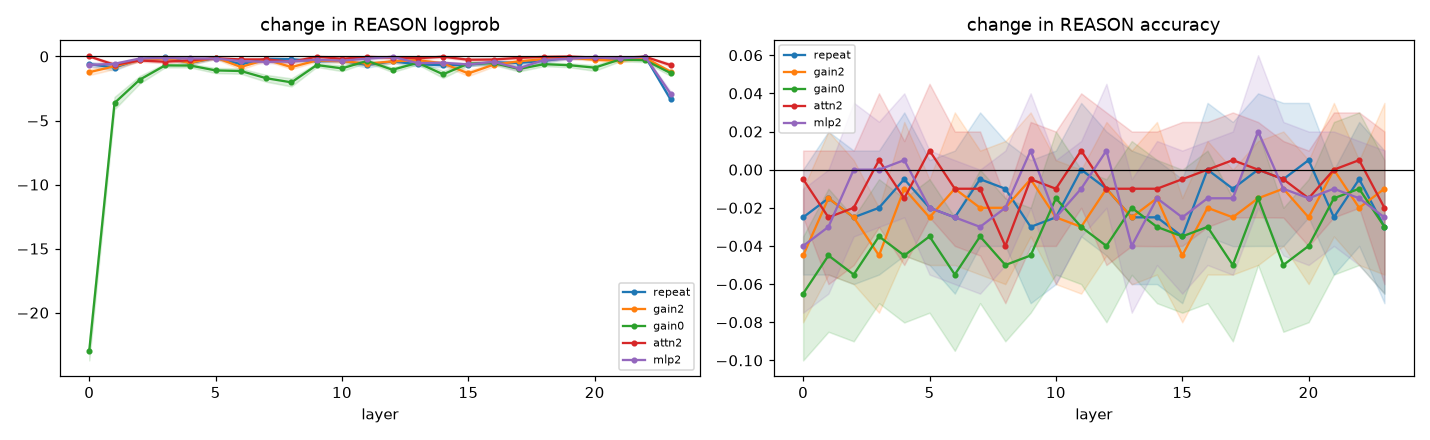 change in REASON logprob
0
−5
−10
−15
−20
0
5
10
15
20
layer
repeat
gain2
gain0
attn2
mlp2
change in REASON accuracy
0.06
0.04
0.02
0.00
−0.02
−0.04
−0.06
−0.08
−0.10
0
5
10
15
20
layer
repeat
gain2
gain0
attn2
mlp2